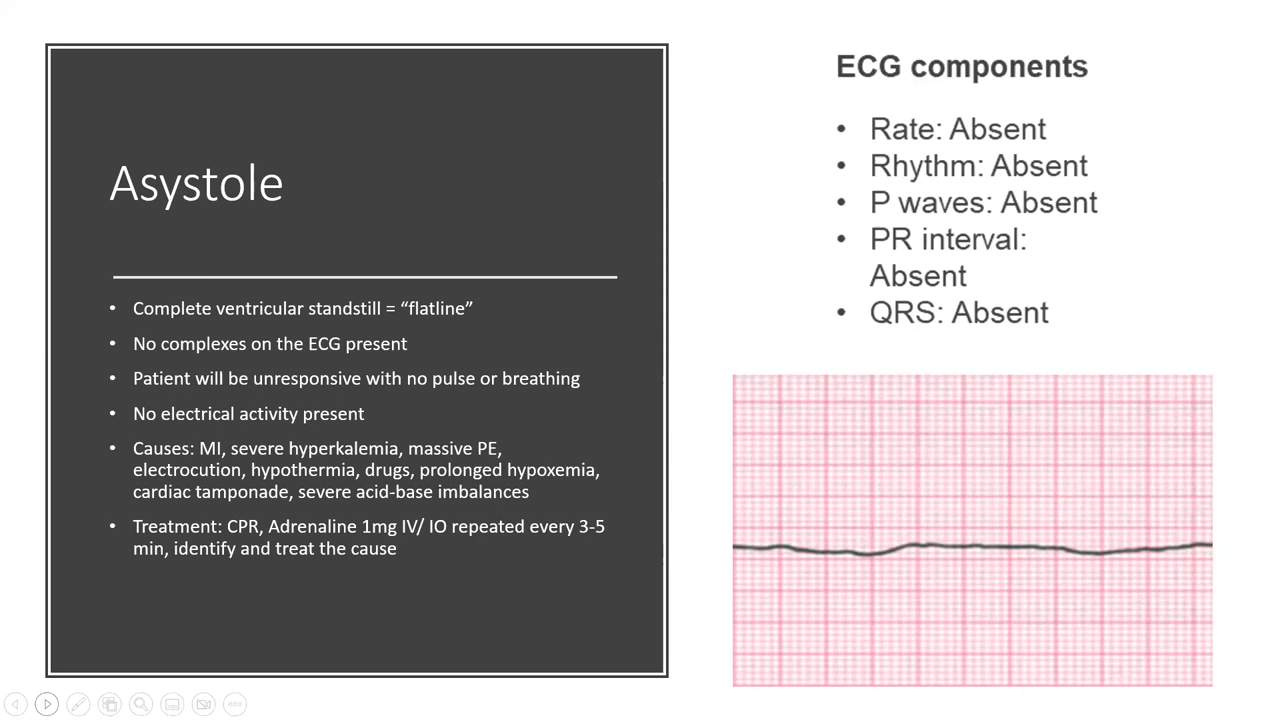 Asystole
• Complete ventricular standstill = “flatline”
• No complexes on the ECG present
• Patient will be unresponsive with no pulse or breathing
• No electrical activity present
• Causes: MI, severe hyperkalemia, massive PE,
electrocution, hypothermia, drugs, prolonged hypoxemia,
cardiac tamponade, severe acid-base imbalances
• Treatment: CPR, Adrenaline 1mg IV/ IO repeated every 3-5
min, identify and treat the cause
ECG components
• Rate: Absent
• Rhythm: Absent
• P waves: Absent
• PR interval:
Absent
• QRS: Absent